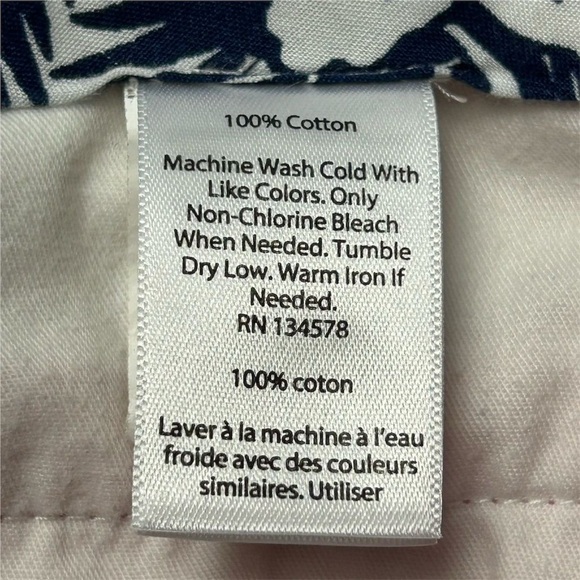 100% Cotton
Machine Wash Cold With
Like Colors. Only
Non-Chlorine Bleach
When Needed. Tumble
Dry Low. Warm Iron If
Needed.
RN 134578
100% coton
Laver à la machine à l'eau
froide avec des couleurs
similaires. Utiliser